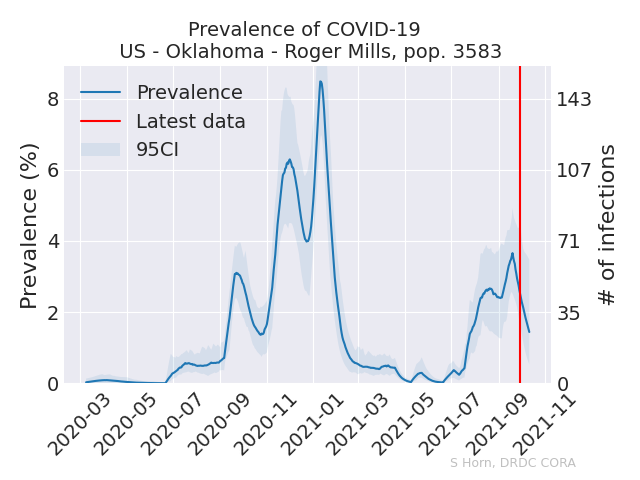 Prevalence of COVID-19
US - Oklahoma - Roger Mills, pop. 3583
Prevalence
Latest data
95CI
Prevalence (%)
8
6
4
2
0
143
107
71
35
0
# of infections
2020-03
2020-05
2020-07
2020-09
2020-11
2021-01
2021-03
2021-05
2021-07
2021-09
2021-11
S Horn, DRDC CORA